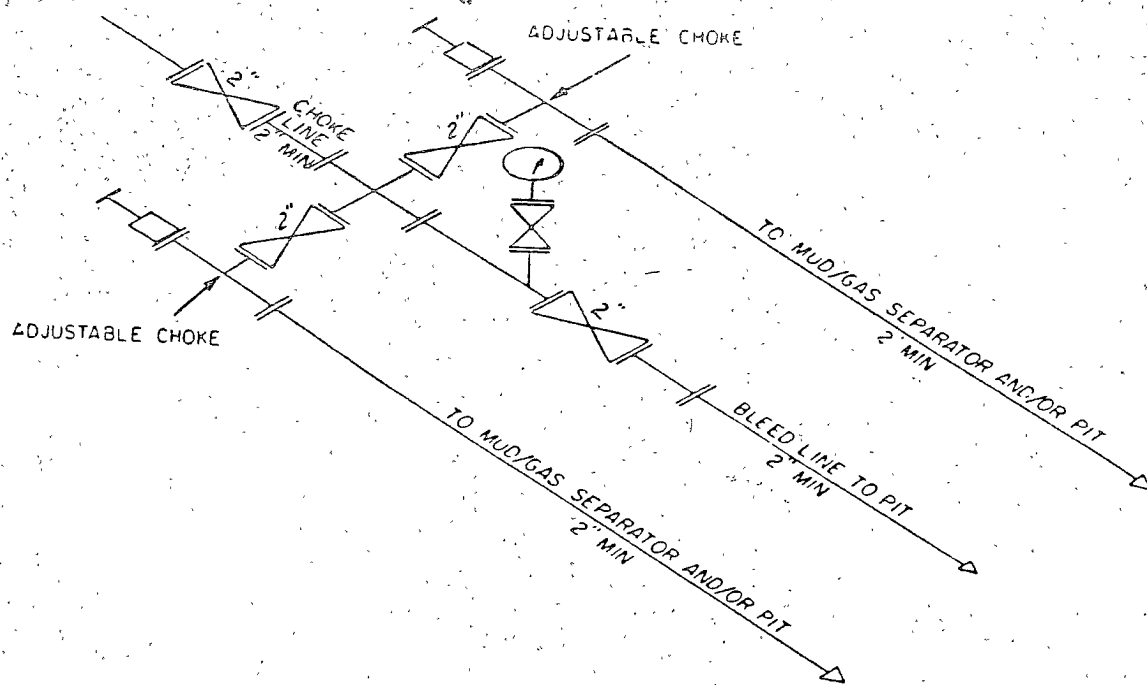 ADJUSTABLE CHOKE
2"
CHOKE
LINE
2" MIN
2"
2"
ADJUSTABLE CHOKE
2"
TO MUD/GAS SEPARATOR AND/OR PIT
2" MIN
BLEED LINE TO PIT
2" MIN
TO MUD/GAS SEPARATOR AND/OR PIT
2" MIN